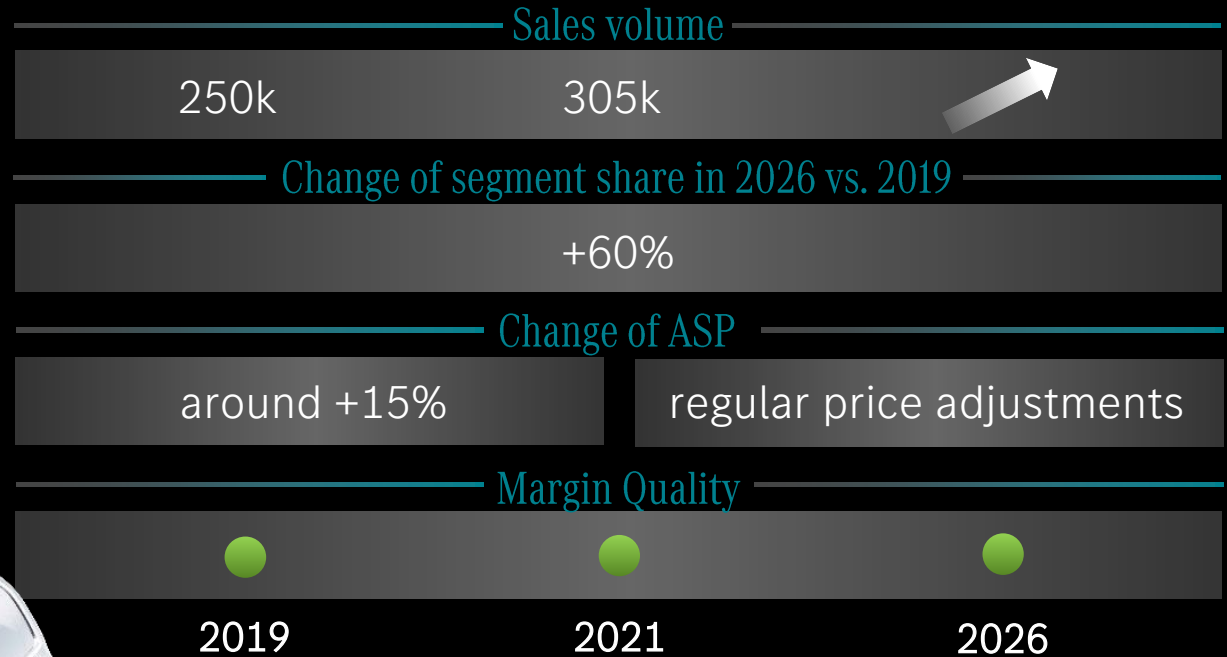 Sales volume
250k 305k
Change of segment share in 2026 vs. 2019
+60%
Change of ASP
around +15% regular price adjustments
Margin Quality
2019 2021 2026